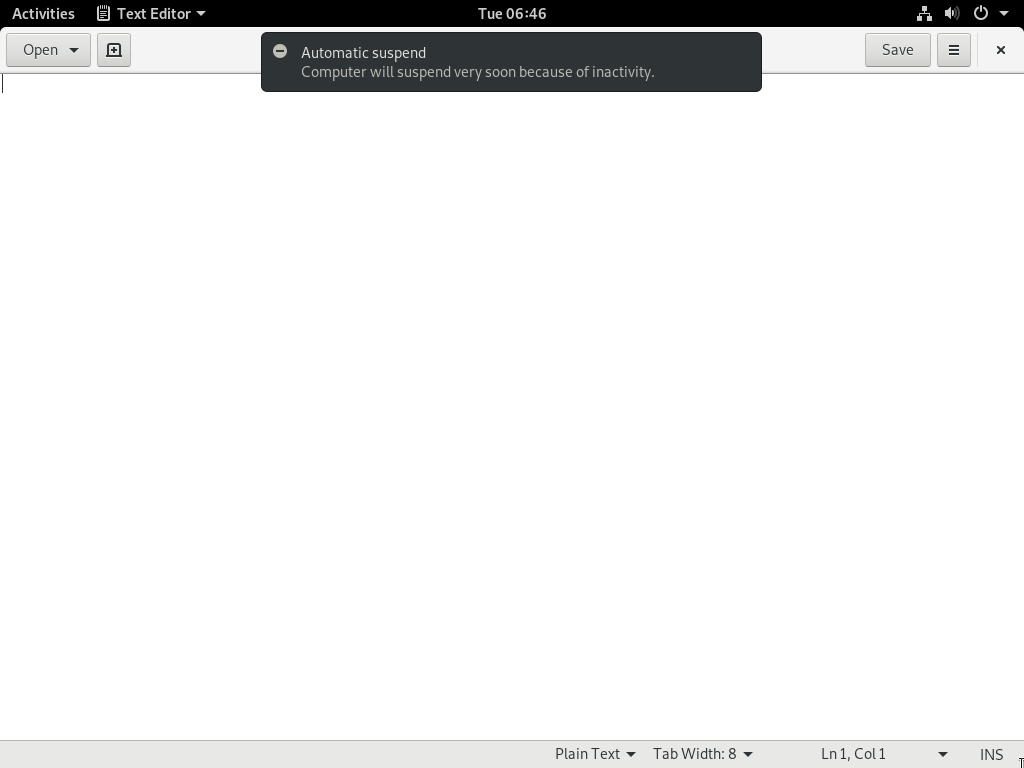 Activities Text Editor Tue 06:46
Open Save
Automatic suspend
Computer will suspend very soon because of inactivity.
Plain Text Tab Width: 8 Ln 1, Col 1 INS